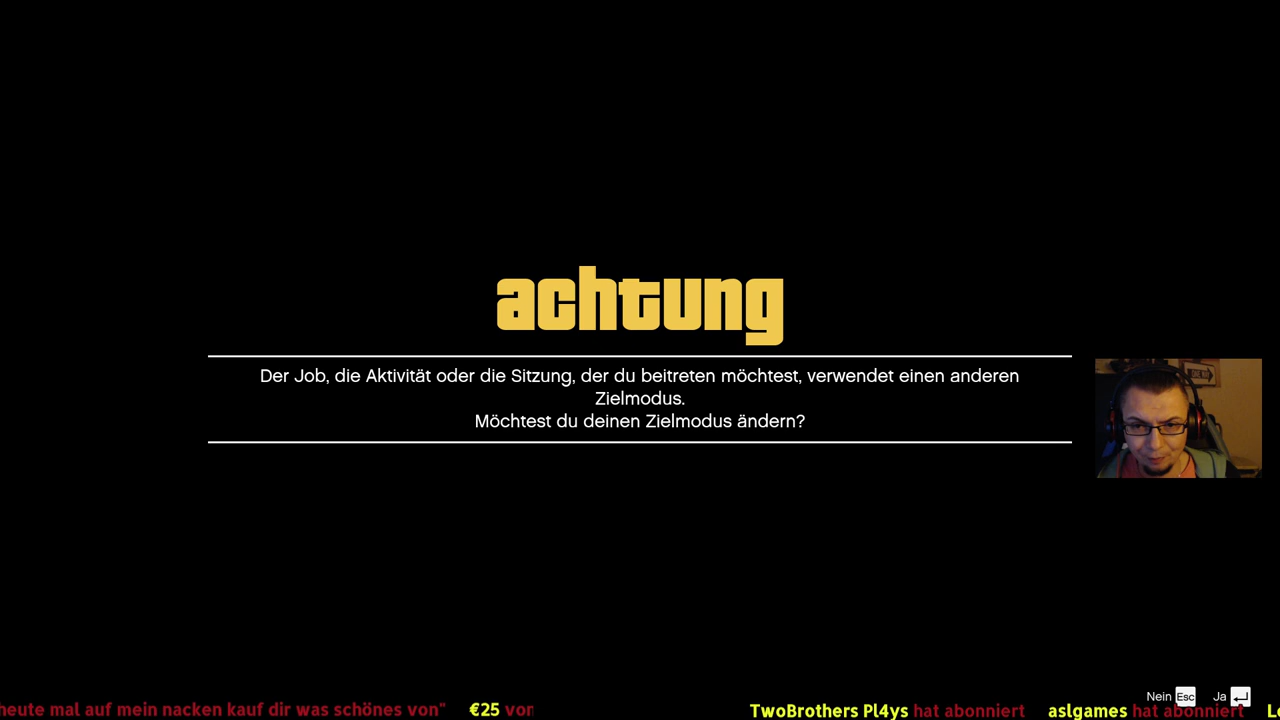 achtung
Der Job, die Aktivität oder die Sitzung, der du beitreten möchtest, verwendet einen anderen
Zielmodus.
Möchtest du deinen Zielmodus ändern?
Nein Esc Ja
heute mal auf mein nacken kauf dir was schönes von" €25 von TwoBrothers Pl4ys hat abonniert aslgames hat abonniert